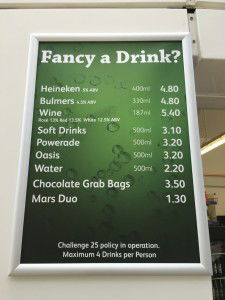 Fancy a Drink?
Heineken 5% ABV 400ml 4.80
Bulmers 4.5% ABV 330ml 4.80
Wine 187ml 5.40
Rosé 13% Red 13.5% White 12.5% ABV
Soft Drinks 500ml 3.10
Powerade 500ml 3.20
Oasis 500ml 3.20
Water 500ml 2.20
Chocolate Grab Bags 3.50
Mars Duo 1.30
Challenge 25 policy in operation.
Maximum 4 Drinks per Person